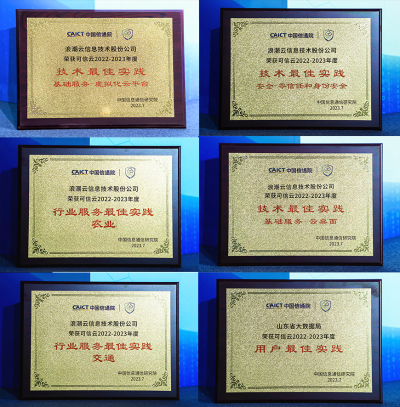 CAICT 中国信通院
浪潮云信息技术股份公司
荣获可信云2022-2023年度
技术最佳实践
基础服务-虚拟化云平台
中国信息通信研究院
2023.7
CAICT 中国信通院
浪潮云信息技术股份公司
荣获可信云2022-2023年度
技术最佳实践
安全-零信任和身份安全
中国信息通信研究院
2023.7
CAICT 中国信通院
浪潮云信息技术股份公司
荣获可信云2022-2023年度
行业服务最佳实践
农业
中国信息通信研究院
2023.7
CAICT 中国信通院
浪潮云信息技术股份公司
荣获可信云2022-2023年度
技术最佳实践
基础服务-云桌面
中国信息通信研究院
2023.7
CAICT 中国信通院
浪潮云信息技术股份公司
荣获可信云2022-2023年度
行业服务最佳实践
交通
中国信息通信研究院
2023.7
CAICT 中国信通院
山东省大数据局
荣获可信云2022-2023年度
用户最佳实践
中国信息通信研究院
2023.7